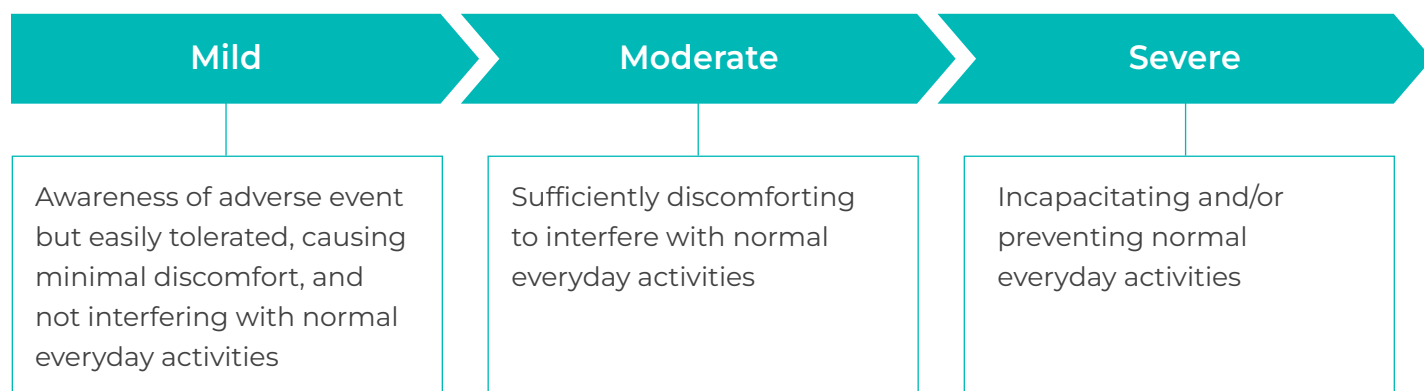 Mild
Moderate
Severe
Awareness of adverse event
but easily tolerated, causing
minimal discomfort, and
not interfering with normal
everyday activities
Sufficiently discomforting
to interfere with normal
everyday activities
Incapacitating and/or
preventing normal
everyday activities